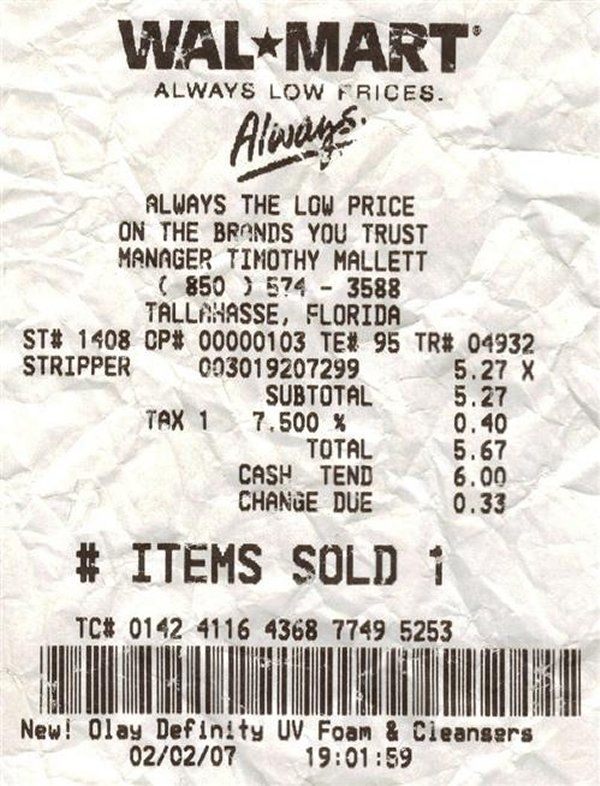 WAL★MART®
ALWAYS LOW PRICES.
Always.
ALWAYS THE LOW PRICE
ON THE BRANDS YOU TRUST
MANAGER TIMOTHY MALLETT
( 850 ) 574 - 3588
TALLAHASSE, FLORIDA
ST# 1408 OP# 00000103 TE# 95 TR# 04932
STRIPPER 003019207299 5.27 X
SUBTOTAL 5.27
TAX 1 7.500 % 0.40
TOTAL 5.67
CASH TEND 6.00
CHANGE DUE 0.33
# ITEMS SOLD 1
TC# 0142 4116 4368 7749 5253
New! Olay Definity UV Foam & Cleansers
02/02/07 19:01:59